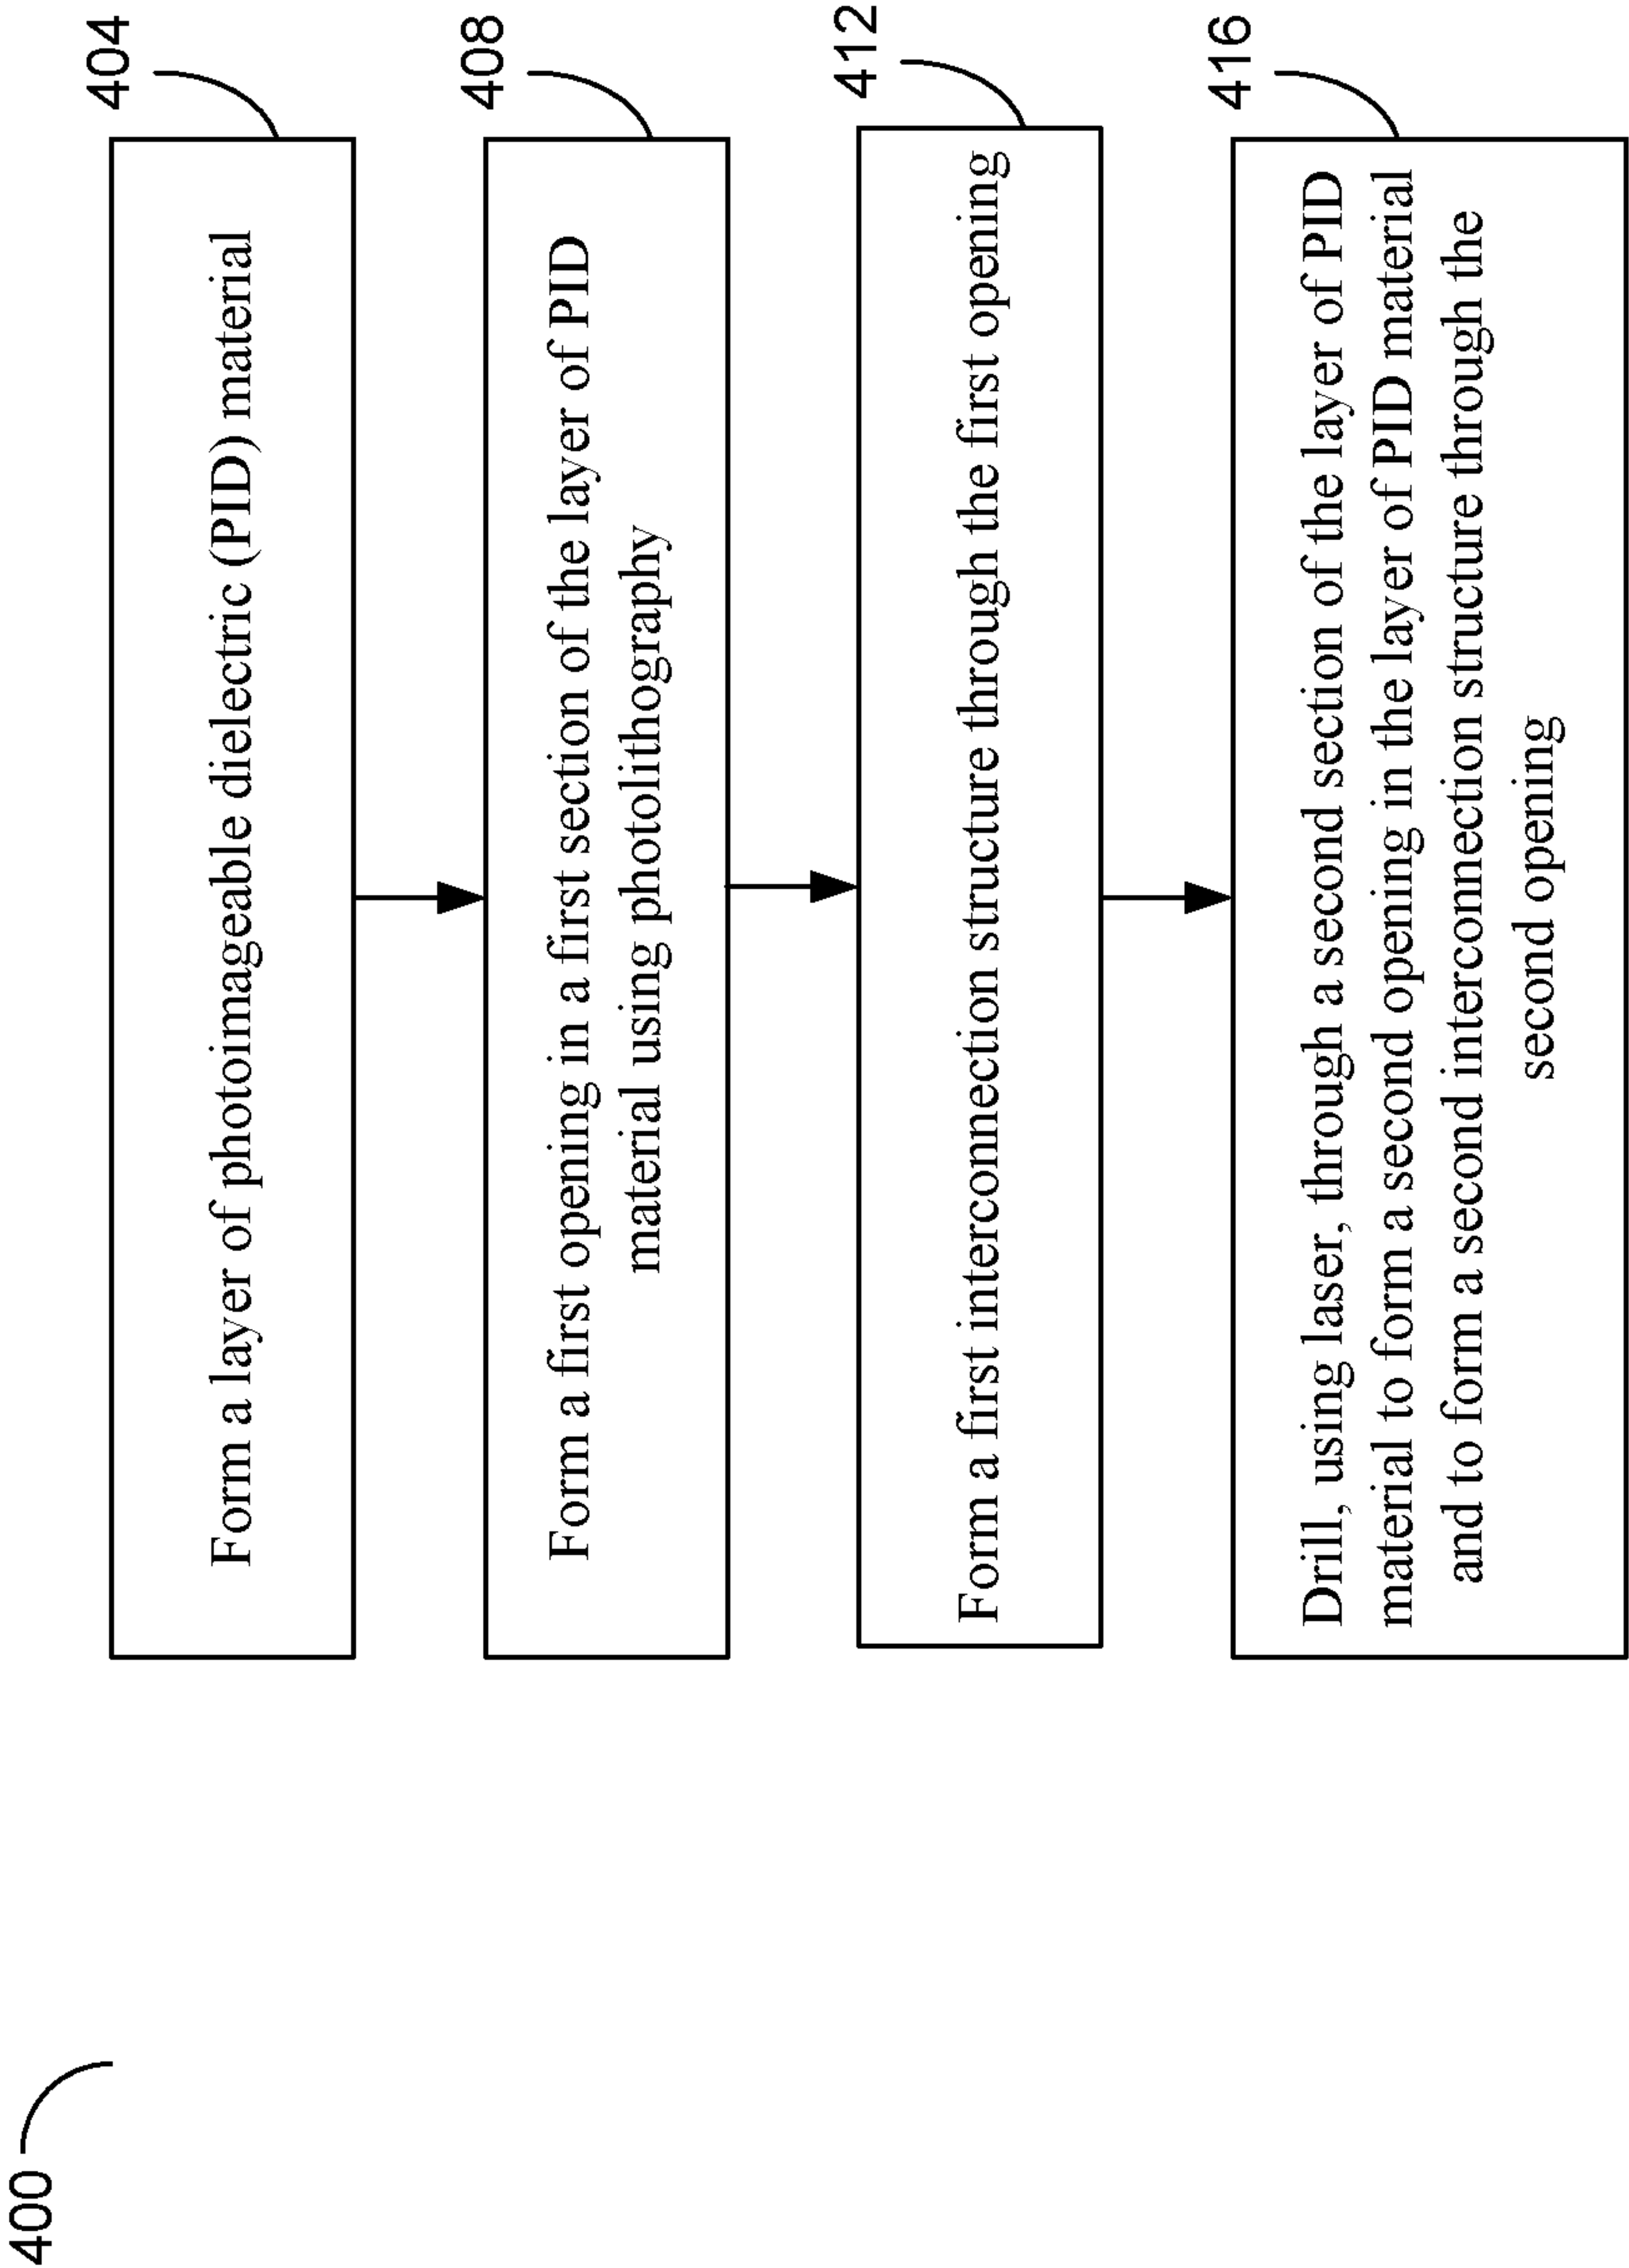 400
404
Form a layer of photoimageable dielectric (PID) material
408
Form a first opening in a first section of the layer of PID
material using photolithography
412
Form a first interconnection structure through the first opening
416
Drill, using laser, through a second section of the layer of PID
material to form a second opening in the layer of PID material
and to form a second interconnection structure through the
second opening